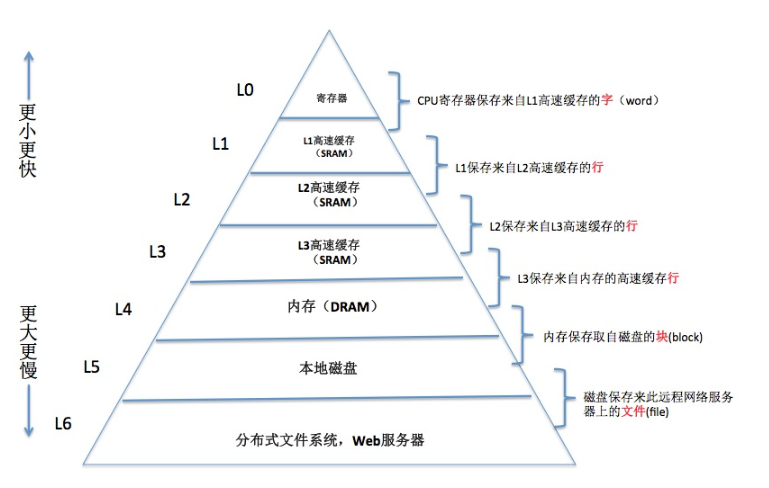 更小更快
更大更慢
L0
寄存器
CPU寄存器保存来自L1高速缓存的字（word）
L1
L1高速缓存
（SRAM）
L1保存来自L2高速缓存的行
L2
L2高速缓存
（SRAM）
L2保存来自L3高速缓存的行
L3
L3高速缓存
（SRAM）
L3保存来自内存的高速缓存行
L4
内存（DRAM）
内存保存取自磁盘的块(block)
L5
本地磁盘
磁盘保存来此远程网络服务
器上的文件(file)
L6
分布式文件系统，Web服务器